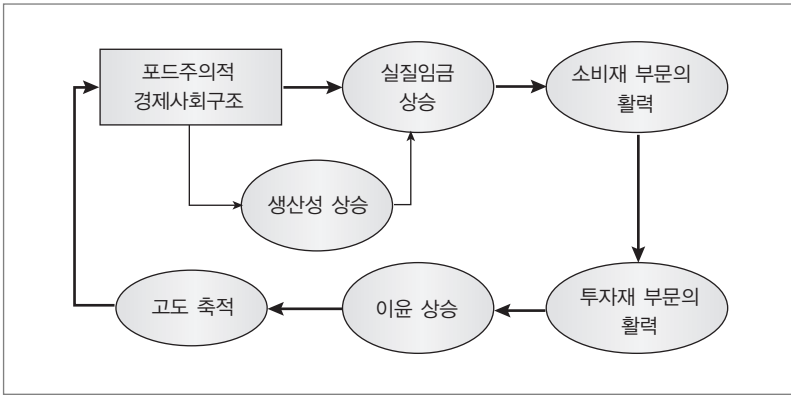 포드주의적
경제사회구조
실질임금
상승
소비재 부문의
활력
생산성 상승
고도 축적
이윤 상승
투자재 부문의
활력